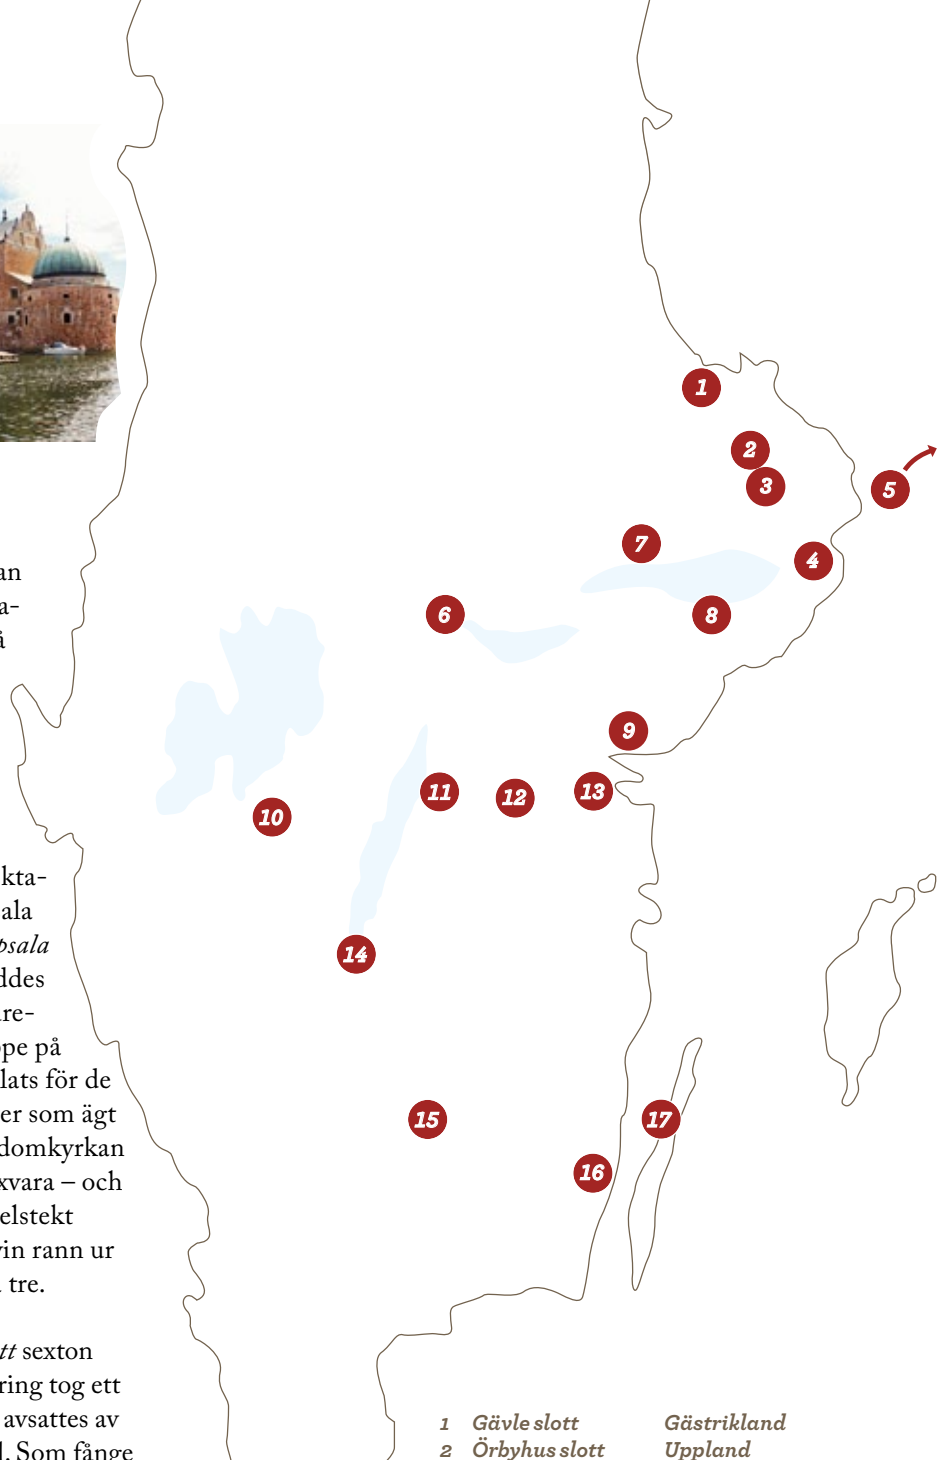 1
2
3
5
7
4
6
8
9
11
12
13
10
14
15
17
16
an
a-
å
kta-
ala
psala
ddes
are-
pe på
lats för de
er som ägt
domkyrkan
xvara – och
elstekt
vin rann ur
tre.
tt sexton
ring tog ett
avsattes av
Som fånge
1 Gävle slott Gästrikland
2 Örbyhus slott Uppland